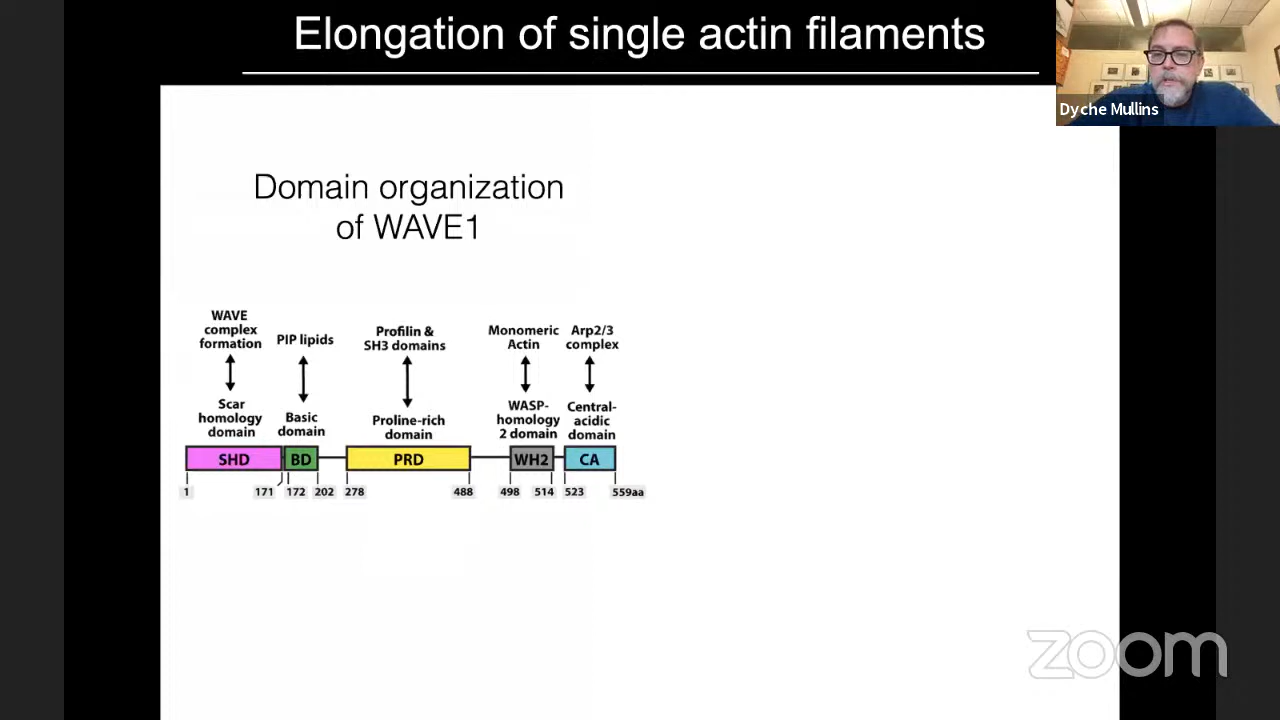 Elongation of single actin filaments
Dyche Mullins
Domain organization
of WAVE1
WAVE
complex
formation
PIP lipids
Profilin &
SH3 domains
Monomeric
Actin
Arp2/3
complex
Scar
homology
domain
Basic
domain
Proline-rich
domain
WASP-
homology
2 domain
Central-
acidic
domain
SHD
BD
PRD
WH2
CA
1
171
172
202
278
488
498
514
523
559aa
zoom